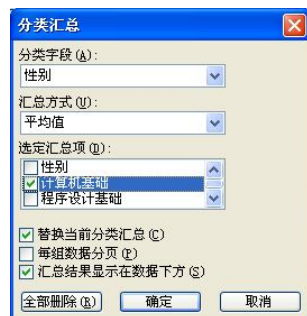 分类汇总
分类字段(A):
性别
汇总方式(U):
平均值
选定汇总项(D):
性别
计算机基础
程序设计基础
替换当前分类汇总(C)
每组数据分页(P)
汇总结果显示在数据下方(S)
全部删除(R) 确定 取消